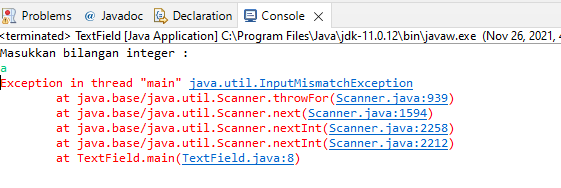 Problems @ Javadoc Declaration Console
<terminated> TextField [Java Application] C:\Program Files\Java\jdk-11.0.12\bin\javaw.exe (Nov 26, 2021, 4
Masukkan bilangan integer :
a
Exception in thread "main" java.util.InputMismatchException
at java.base/java.util.Scanner.throwFor(Scanner.java:939)
at java.base/java.util.Scanner.next(Scanner.java:1594)
at java.base/java.util.Scanner.nextInt(Scanner.java:2258)
at java.base/java.util.Scanner.nextInt(Scanner.java:2212)
at TextField.main(TextField.java:8)